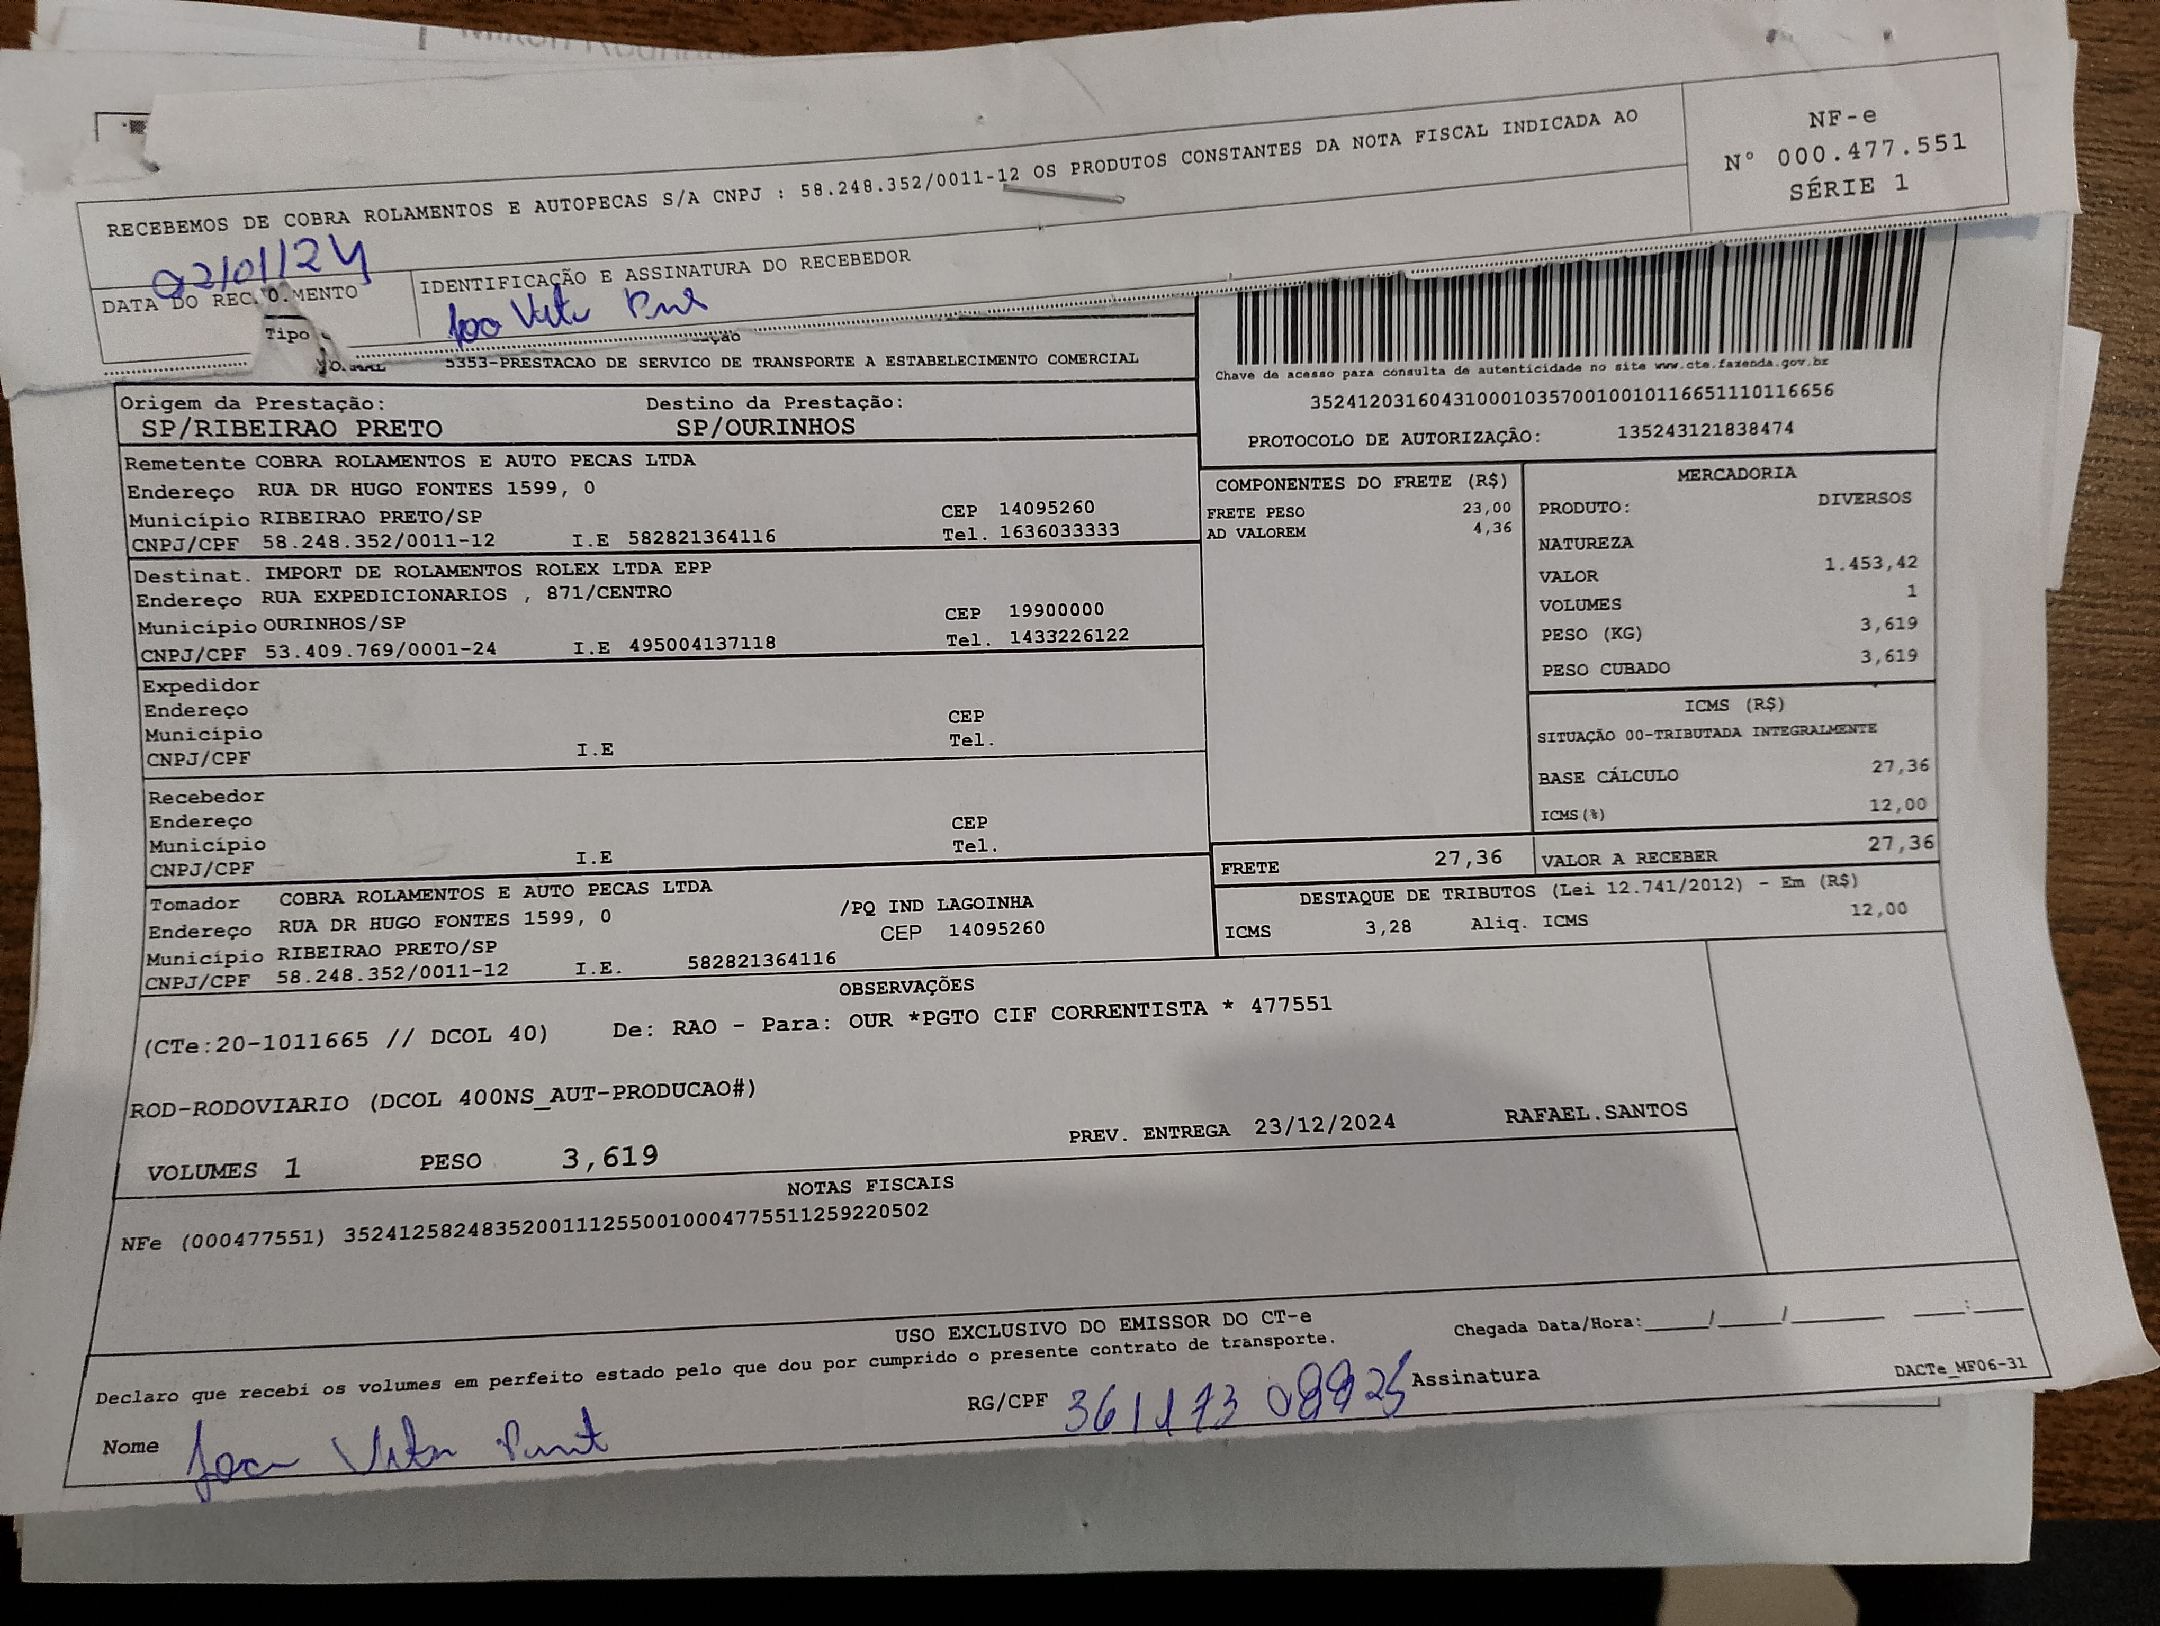 RECEBEMOS DE COBRA ROLAMENTOS E AUTOPECAS S/A CNPJ : 58.248.352/0011-12 OS PRODUTOS CONSTANTES DA NOTA FISCAL INDICADA AO
NF-e
Nº 000.477.551
SÉRIE 1
02/01/24
DATA DO
IDENTIFICAÇÃO E ASSINATURA DO RECEBEDOR
Tipo
5353-PRESTACAO DE SERVICO DE TRANSPORTE A ESTABELECIMENTO COMERCIAL
Chave de acesso para consulta de autenticidade no site www.cte.fazenda.gov.br
35241203160431000103570010010116651110116656
PROTOCOLO DE AUTORIZAÇÃO: 135243121838474
Origem da Prestação: Destino da Prestação:
SP/RIBEIRAO PRETO SP/OURINHOS
Remetente COBRA ROLAMENTOS E AUTO PECAS LTDA
Endereço RUA DR HUGO FONTES 1599, 0
Município RIBEIRAO PRETO/SP CEP 14095260
CNPJ/CPF 58.248.352/0011-12 I.E 582821364116 Tel. 1636033333
Destinat. IMPORT DE ROLAMENTOS ROLEX LTDA EPP
Endereço RUA EXPEDICIONARIOS , 871/CENTRO
Município OURINHOS/SP CEP 19900000
CNPJ/CPF 53.409.769/0001-24 I.E 495004137118 Tel. 1433226122
Expedidor
Endereço
Município CEP
CNPJ/CPF I.E Tel.
Recebedor
Endereço
Município CEP
CNPJ/CPF I.E Tel.
Tomador COBRA ROLAMENTOS E AUTO PECAS LTDA
Endereço RUA DR HUGO FONTES 1599, 0 /PQ IND LAGOINHA
Município RIBEIRAO PRETO/SP CEP 14095260
CNPJ/CPF 58.248.352/0011-12 I.E. 582821364116
COMPONENTES DO FRETE (R$)
FRETE PESO 23,00
AD VALOREM 4,36
MERCADORIA
PRODUTO: DIVERSOS
NATUREZA
VALOR 1.453,42
VOLUMES 1
PESO (KG) 3,619
PESO CUBADO 3,619
ICMS (R$)
SITUAÇÃO 00-TRIBUTADA INTEGRALMENTE
BASE CÁLCULO 27,36
ICMS(%) 12,00
FRETE 27,36 VALOR A RECEBER 27,36
DESTAQUE DE TRIBUTOS (Lei 12.741/2012) - Em (R$)
ICMS 3,28 Aliq. ICMS 12,00
OBSERVAÇÕES
(CTe:20-1011665 // DCOL 40) De: RAO - Para: OUR *PGTO CIF CORRENTISTA * 477551
ROD-RODOVIARIO (DCOL 400NS_AUT-PRODUCAO#)
VOLUMES 1 PESO 3,619 PREV. ENTREGA 23/12/2024 RAFAEL.SANTOS
NOTAS FISCAIS
NFe (000477551) 35241258248352001112550010004775511259220502
USO EXCLUSIVO DO EMISSOR DO CT-e
Declaro que recebi os volumes em perfeito estado pelo que dou por cumprido o presente contrato de transporte.
Chegada Data/Hora:_____/_____/_______ ____:____
Nome
RG/CPF
Assinatura
DACTe_MF06-31